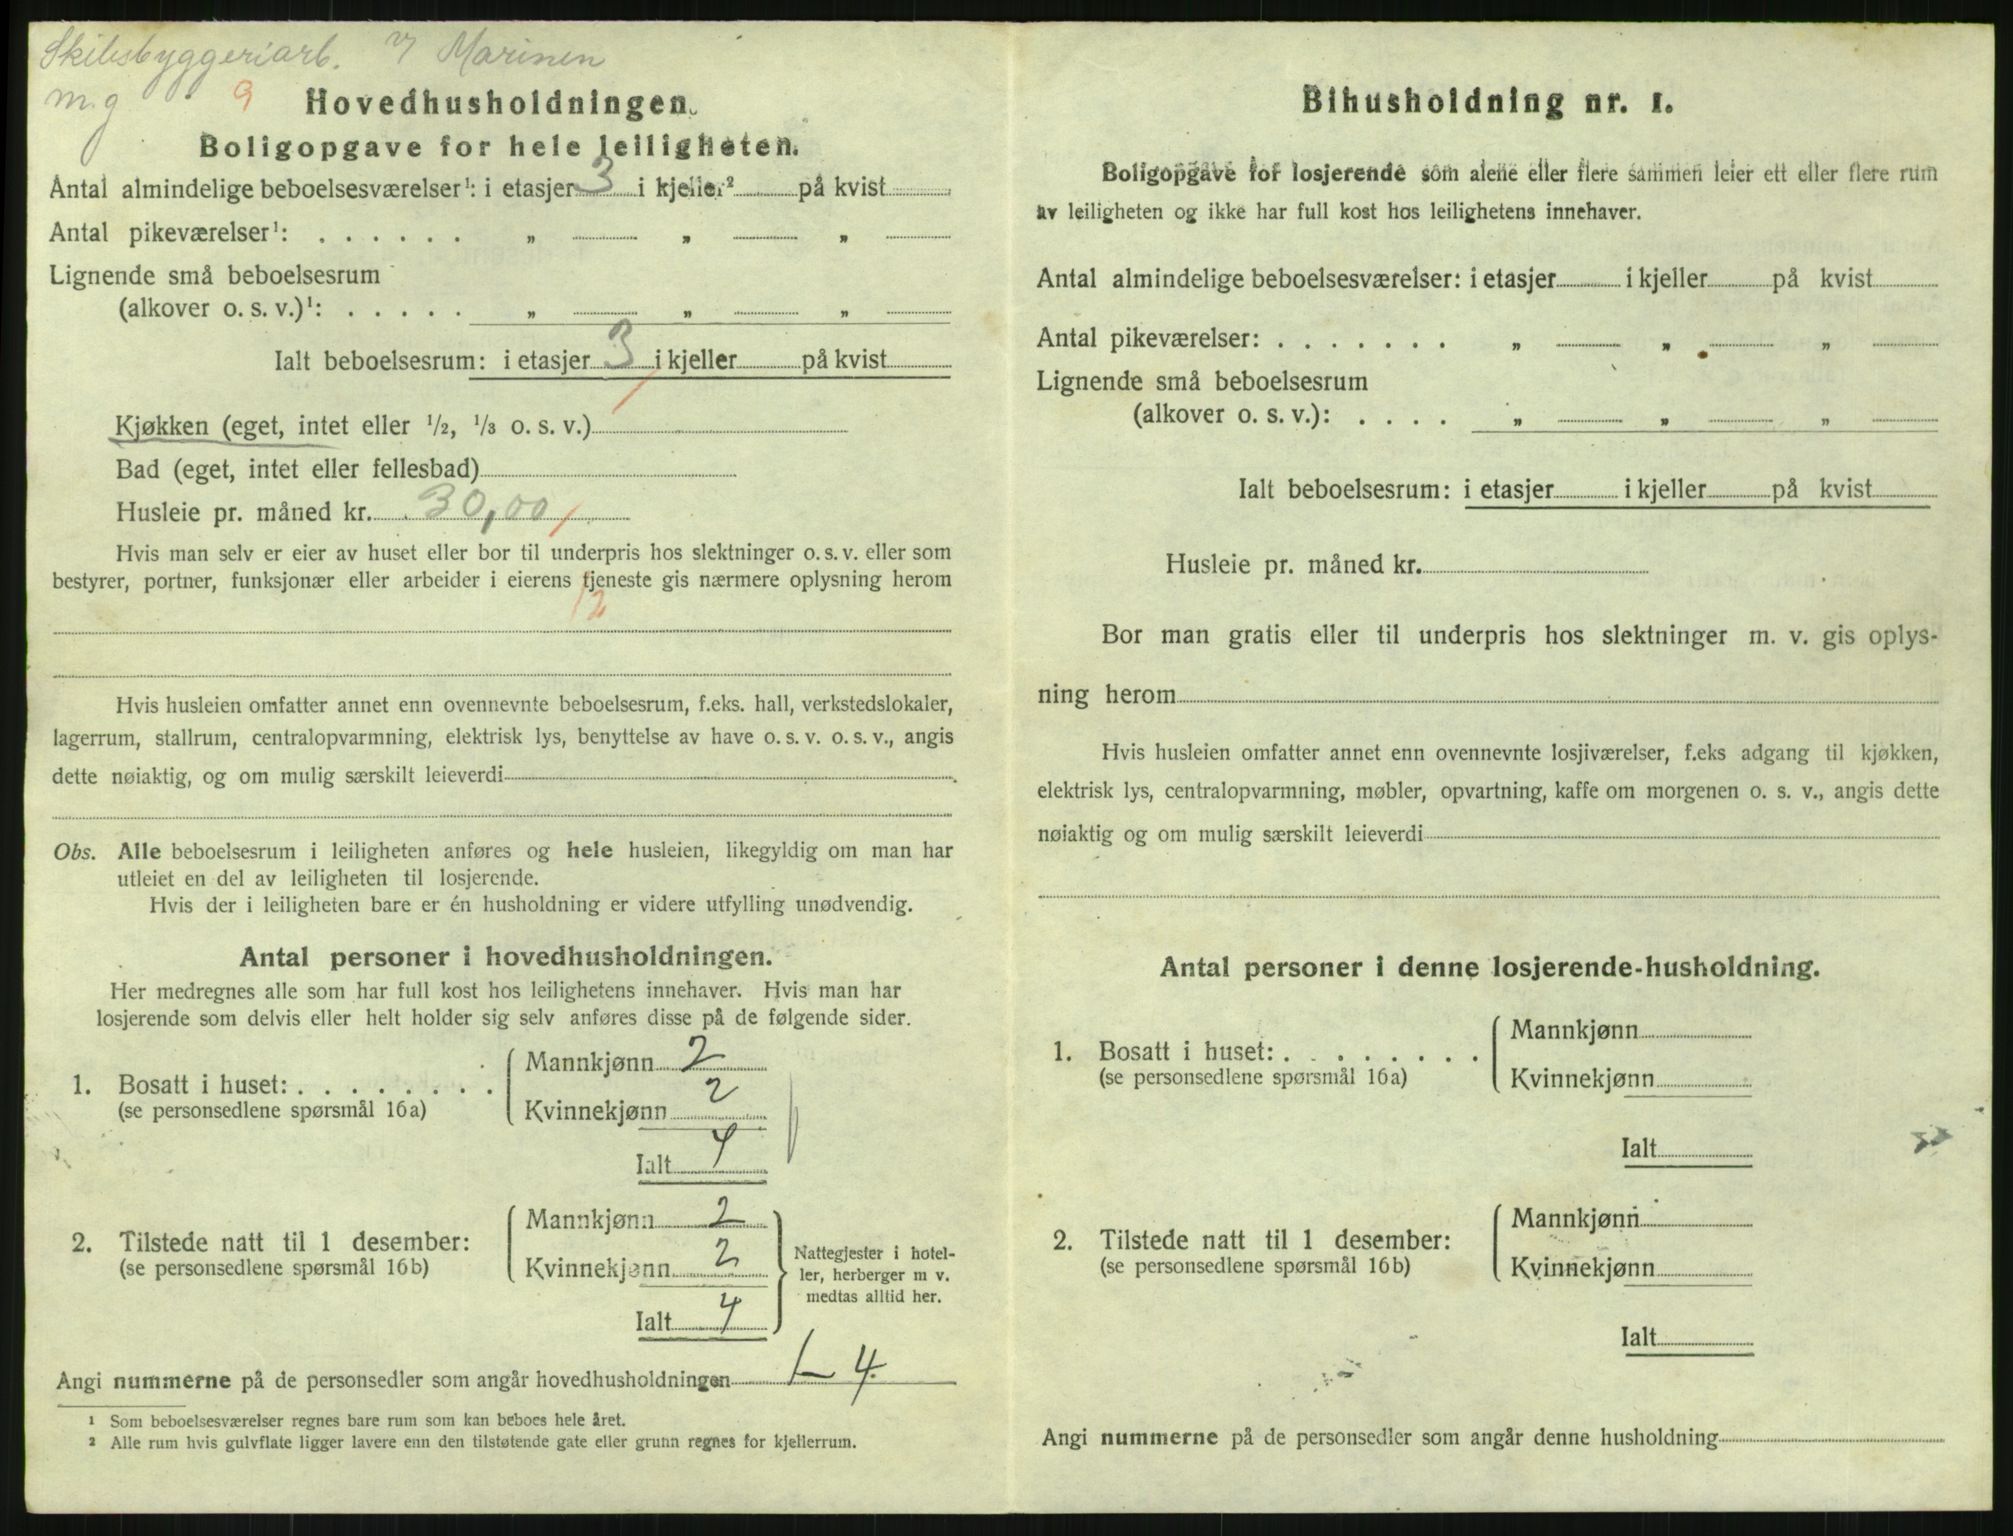 Skibsbyggeriarb. v/ Marinen
m.g 9
Hovedhusholdningen.
Boligopgave for hele leiligheten.
Antal almindelige beboelsesværelser¹: i etasjer 3 i kjeller² på kvist
Antal pikeværelser¹: . . . . . . „ „ „
Lignende små beboelsesrum
(alkover o. s. v.)¹: . . . . . „ „ „
Ialt beboelsesrum: i etasjer 3 i kjeller på kvist
Kjøkken (eget, intet eller 1/2, 1/3 o. s. v.)
Bad (eget, intet eller fellesbad)
Husleie pr. måned kr. 30,00
Hvis man selv er eier av huset eller bor til underpris hos slektninger o. s. v. eller som
bestyrer, portner, funksjonær eller arbeider i eierens tjeneste gis nærmere oplysning herom
12
Hvis husleien omfatter annet enn ovennevnte beboelsesrum, f.eks. hall, verkstedslokaler,
lagerrum, stallrum, centralopvarmning, elektrisk lys, benyttelse av have o. s. v. o. s. v., angis
dette nøiaktig, og om mulig særskilt leieverdi
Obs. Alle beboelsesrum i leiligheten anføres og hele husleien, likegyldig om man har
utleiet en del av leiligheten til losjerende.
Hvis der i leiligheten bare er én husholdning er videre utfylling unødvendig.
Antal personer i hovedhusholdningen.
Her medregnes alle som har full kost hos leilighetens innehaver. Hvis man har
losjerende som delvis eller helt holder sig selv anføres disse på de følgende sider.
Mannkjønn 2
1. Bosatt i huset: . . . . . . . .
(se personsedlene spørsmål 16a)
Kvinnekjønn 2
Ialt 4
Mannkjønn 2
2. Tilstede natt til 1 desember:
(se personsedlene spørsmål 16b)
Kvinnekjønn 2
Ialt 4
Nattegjester i hotel-
ler, herberger m v.
medtas alltid her.
Angi nummerne på de personsedler som angår hovedhusholdningen 1–4.
¹ Som beboelsesværelser regnes bare rum som kan beboes hele året.
² Alle rum hvis gulvflate ligger lavere enn den tilstøtende gate eller grunn regnes for kjellerrum.
Bihusholdning nr. 1.
Boligopgave for losjerende som alene eller flere sammen leier ett eller flere rum
av leiligheten og ikke har full kost hos leilighetens innehaver.
Antal almindelige beboelsesværelser: i etasjer i kjeller på kvist
Antal pikeværelser: . . . . . . . „ „ „
Lignende små beboelsesrum
(alkover o. s. v.): . . . . „ „ „
Ialt beboelsesrum: i etasjer i kjeller på kvist
Husleie pr. måned kr.
Bor man gratis eller til underpris hos slektninger m. v. gis oplys-
ning herom
Hvis husleien omfatter annet enn ovennevnte losjiværelser, f.eks adgang til kjøkken,
elektrisk lys, centralopvarmning, møbler, opvartning, kaffe om morgenen o. s. v., angis dette
nøiaktig og om mulig særskilt leieverdi
Antal personer i denne losjerende-husholdning.
Mannkjønn
1. Bosatt i huset: . . . . . . . .
(se personsedlene spørsmål 16a)
Kvinnekjønn
Ialt
Mannkjønn
2. Tilstede natt til 1 desember:
(se personsedlene spørsmål 16b)
Kvinnekjønn
Ialt
Angi nummerne på de personsedler som angår denne husholdning